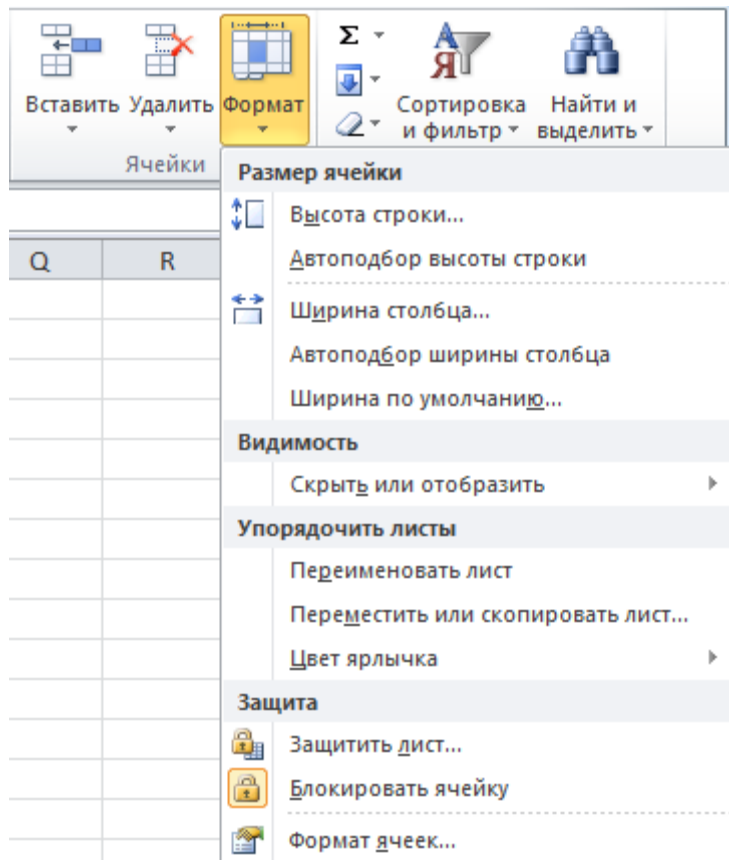 Σ
А
Я
Вставить Удалить Формат
Сортировка и фильтр
Найти и выделить
Ячейки
Q R
Размер ячейки
Высота строки...
Автоподбор высоты строки
Ширина столбца...
Автоподбор ширины столбца
Ширина по умолчанию...
Видимость
Скрыть или отобразить
Упорядочить листы
Переименовать лист
Переместить или скопировать лист...
Цвет ярлычка
Защита
Защитить лист...
Блокировать ячейку
Формат ячеек...